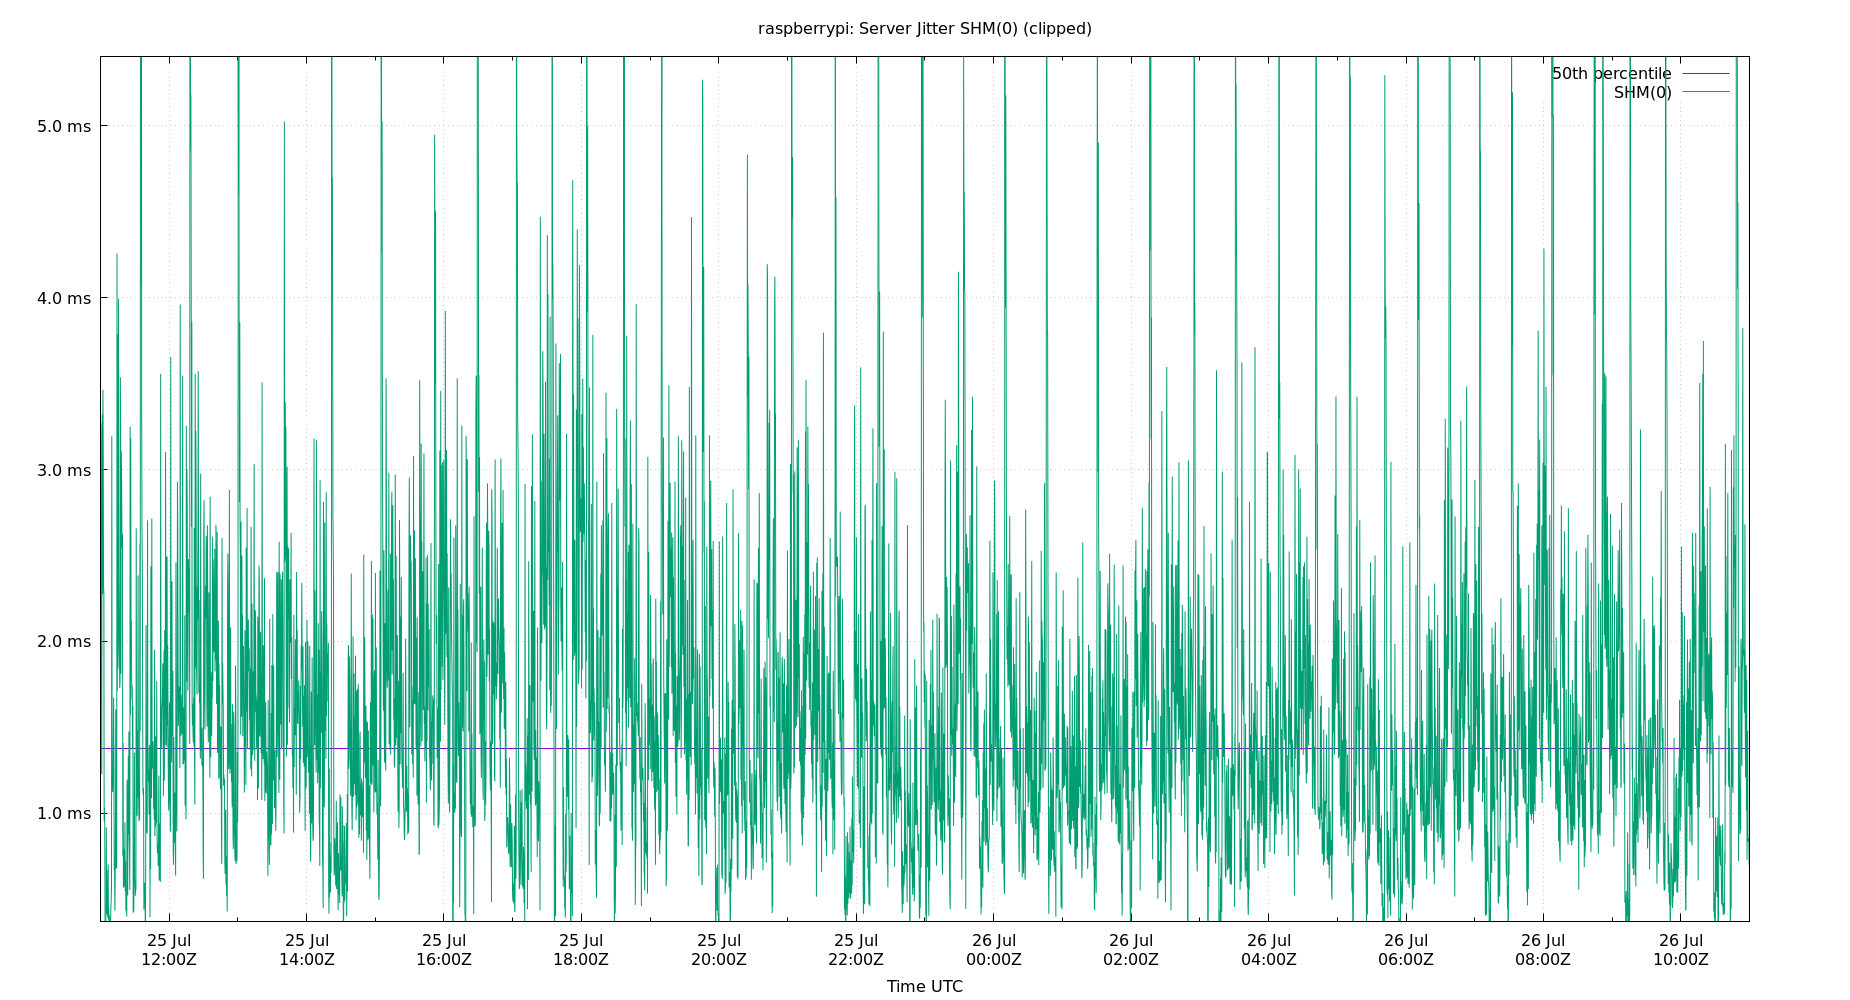 raspberrypi: Server Jitter SHM(0) (clipped)
50th percentile
SHM(0)
5.0 ms
4.0 ms
3.0 ms
2.0 ms
1.0 ms
25 Jul 25 Jul 25 Jul 25 Jul 25 Jul 25 Jul 26 Jul 26 Jul 26 Jul 26 Jul 26 Jul 26 Jul
12:00Z 14:00Z 16:00Z 18:00Z 20:00Z 22:00Z 00:00Z 02:00Z 04:00Z 06:00Z 08:00Z 10:00Z
Time UTC